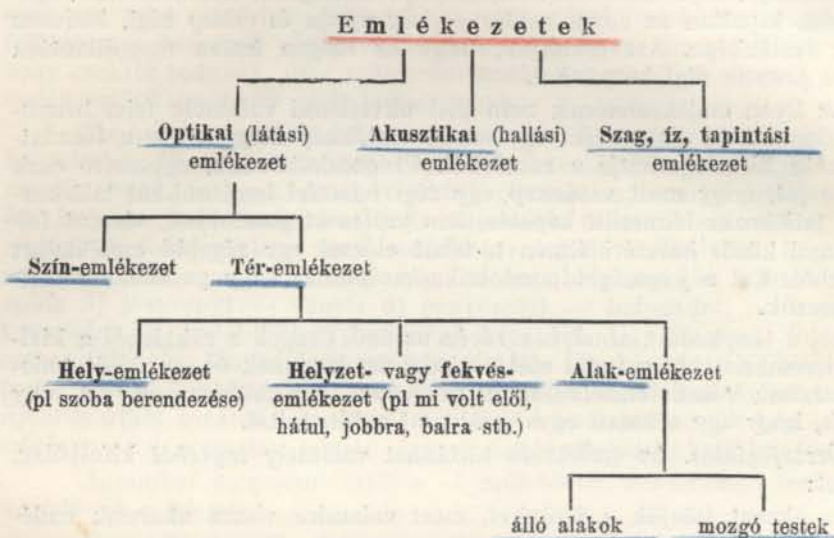 Emlékezetek
Optikai (látási) emlékezet
Akusztikai (hallási) emlékezet
Szag, íz, tapintási emlékezet
Szín-emlékezet
Tér-emlékezet
Hely-emlékezet
(pl szoba berendezése)
Helyzet- vagy fekvés-
emlékezet (pl mi volt elől,
hátul, jobbra, balra stb.)
Alak-emlékezet
álló alakok
mozgó testek